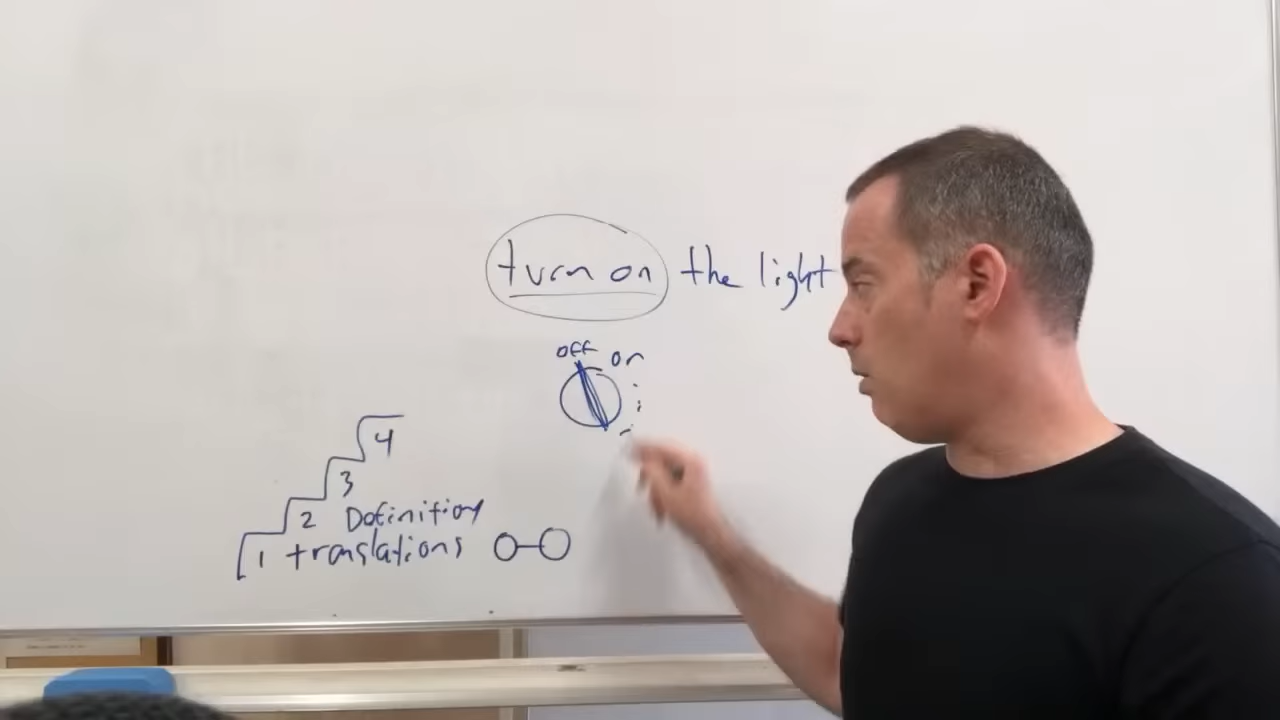 turn on the light
off on
4
3
2 Definition
1 translations